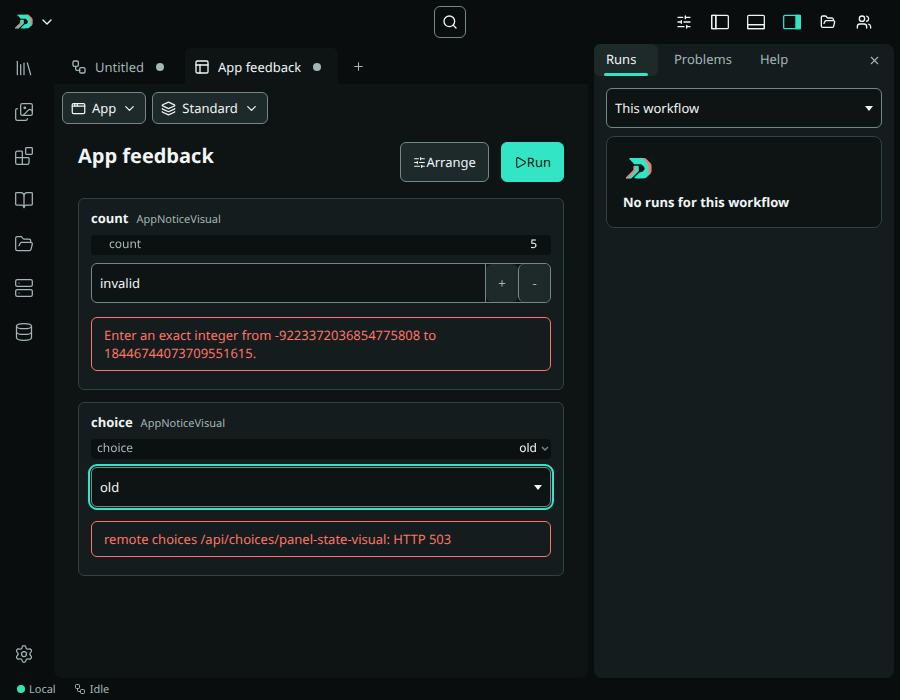 Untitled
App feedback
+
Runs
Problems
Help
×
App
Standard
This workflow
App feedback
Arrange
Run
No runs for this workflow
count AppNoticeVisual
count 5
invalid + -
Enter an exact integer from -9223372036854775808 to
18446744073709551615.
choice AppNoticeVisual
choice old
old
remote choices /api/choices/panel-state-visual: HTTP 503
Local
Idle